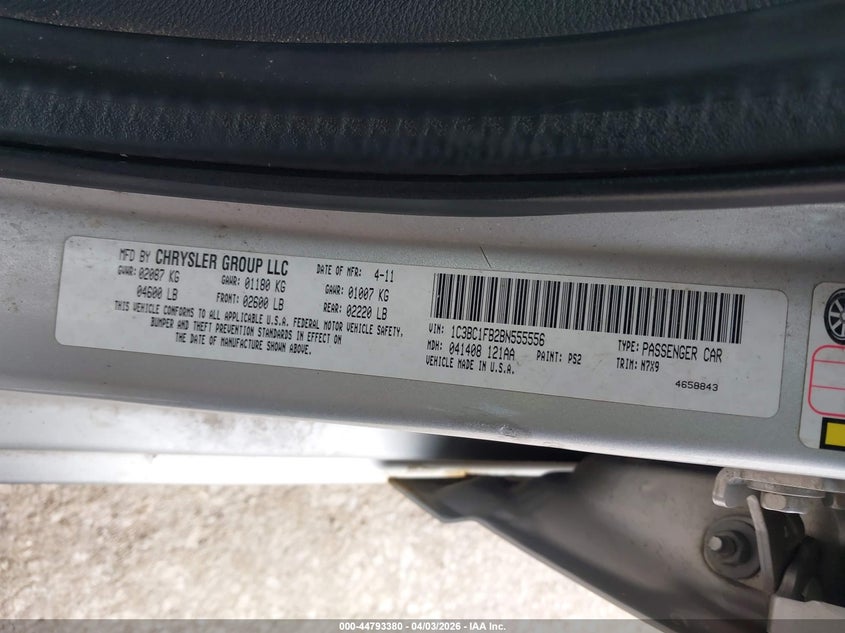 MFD BY CHRYSLER GROUP LLC DATE OF MFR: 4-11
GVWR: 02087 KG GAWR: 01180 KG GAWR: 01007 KG
04600 LB FRONT: 02600 LB REAR: 02220 LB
THIS VEHICLE CONFORMS TO ALL APPLICABLE U.S.A. FEDERAL MOTOR VEHICLE SAFETY,
BUMPER AND THEFT PREVENTION STANDARDS IN EFFECT ON
THE DATE OF MANUFACTURE SHOWN ABOVE.
VIN: 1C3BC1FB2BN555556 TYPE: PASSENGER CAR
MDH: 041408 121AA PAINT: PS2 TRIM: N7X9
VEHICLE MADE IN U.S.A.
4658843
000-44793380 - 04/03/2026 - IAA Inc.